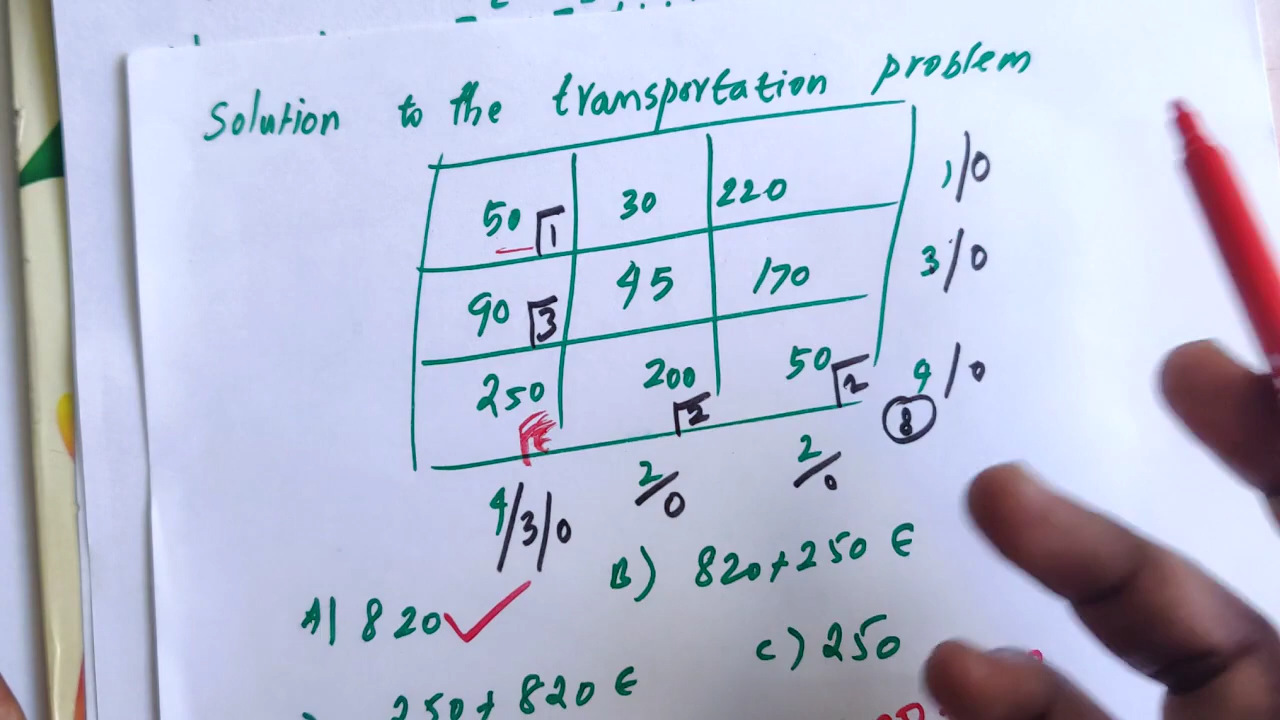 Solution to the transportation problem
50 1 30 220 1/0
90 3 45 170 3/0
250 € 200 2 50 2 4/0
8
4/3/0 2/0 2/0
A) 820 B) 820+250 €
C) 250
250+ 820 €